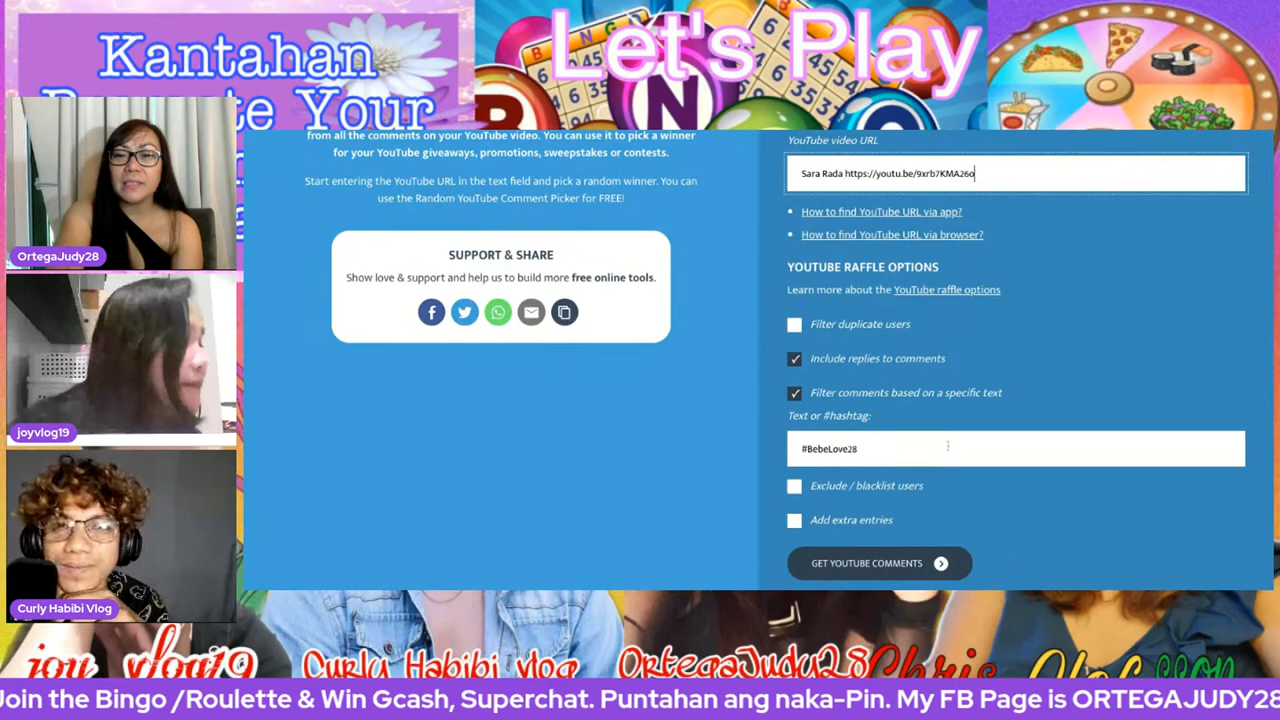 Kantahan
Let's Play
B I N G
Promote Your
N
from all the comments on your YouTube video. You can use it to pick a winner
for your YouTube giveaways, promotions, sweepstakes or contests.
Start entering the YouTube URL in the text field and pick a random winner. You can
use the Random YouTube Comment Picker for FREE!
SUPPORT & SHARE
Show love & support and help us to build more free online tools.
YouTube video URL
Sara Rada https://youtu.be/9xrb7KMA26o
How to find YouTube URL via app?
How to find YouTube URL via browser?
YOUTUBE RAFFLE OPTIONS
Learn more about the YouTube raffle options
Filter duplicate users
Include replies to comments
Filter comments based on a specific text
Text or #hashtag:
#BebeLove28
Exclude / blacklist users
Add extra entries
GET YOUTUBE COMMENTS
OrtegaJudy28
joyvlog19
Curly Habibi Vlog
joy vlog19
Curly Habibi vlog
OrtegaJudy28
Chris
Join the Bingo /Roulette & Win Gcash, Superchat. Puntahan ang naka-Pin. My FB Page is ORTEGAJUDY28